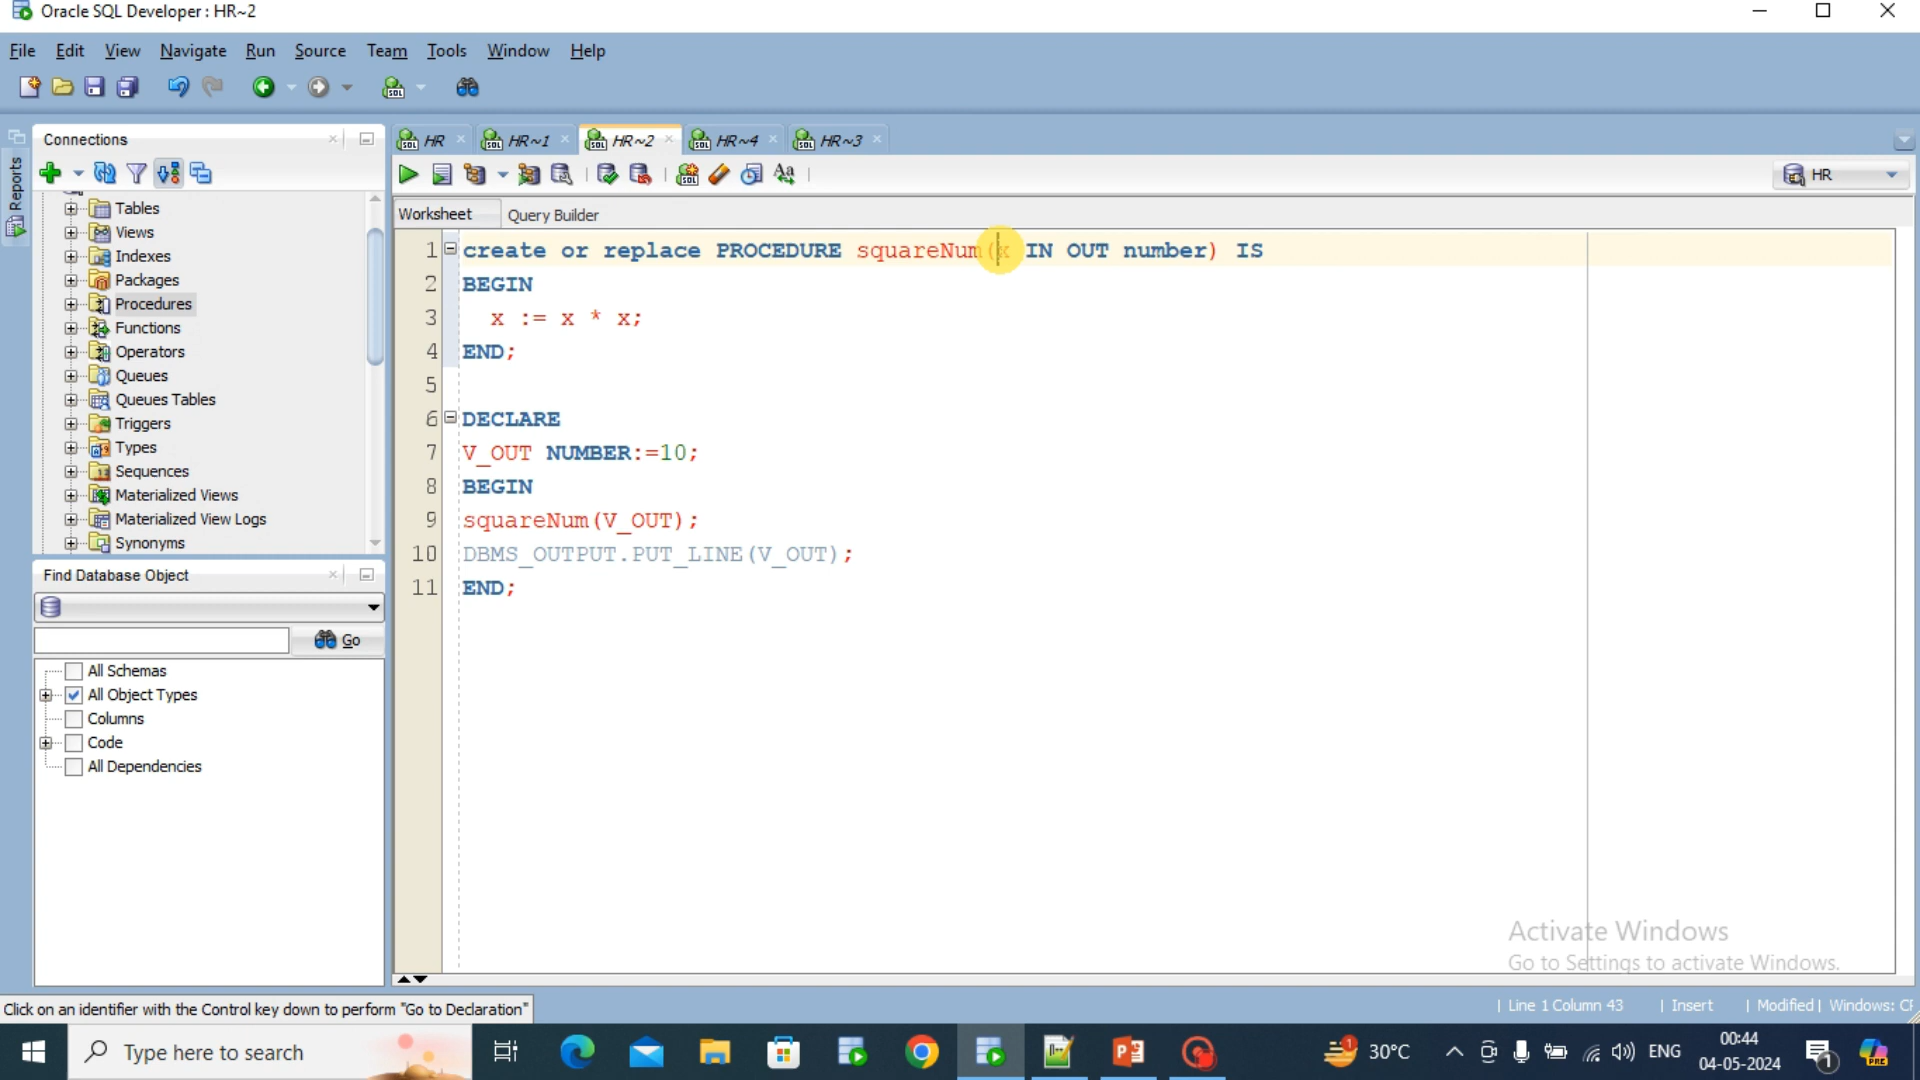 Oracle SQL Developer : HR~2
File Edit View Navigate Run Source Team Tools Window Help
Connections
HR HR~1 HR~2 HR~4 HR~3
Reports
HR
Worksheet Query Builder
Tables
Views
Indexes
Packages
Procedures
Functions
Operators
Queues
Queues Tables
Triggers
Types
Sequences
Materialized Views
Materialized View Logs
Synonyms
1 create or replace PROCEDURE squareNum(x IN OUT number) IS
2 BEGIN
3 x := x * x;
4 END;
5
6 DECLARE
7 V_OUT NUMBER:=10;
8 BEGIN
9 squareNum(V_OUT);
10 DBMS_OUTPUT.PUT_LINE(V_OUT);
11 END;
Find Database Object
Go
All Schemas
All Object Types
Columns
Code
All Dependencies
Activate Windows
Go to Settings to activate Windows.
Click on an identifier with the Control key down to perform "Go to Declaration"
| Line 1 Column 43 | Insert | Modified | Windows: CF
Type here to search
30°C
ENG
00:44
04-05-2024